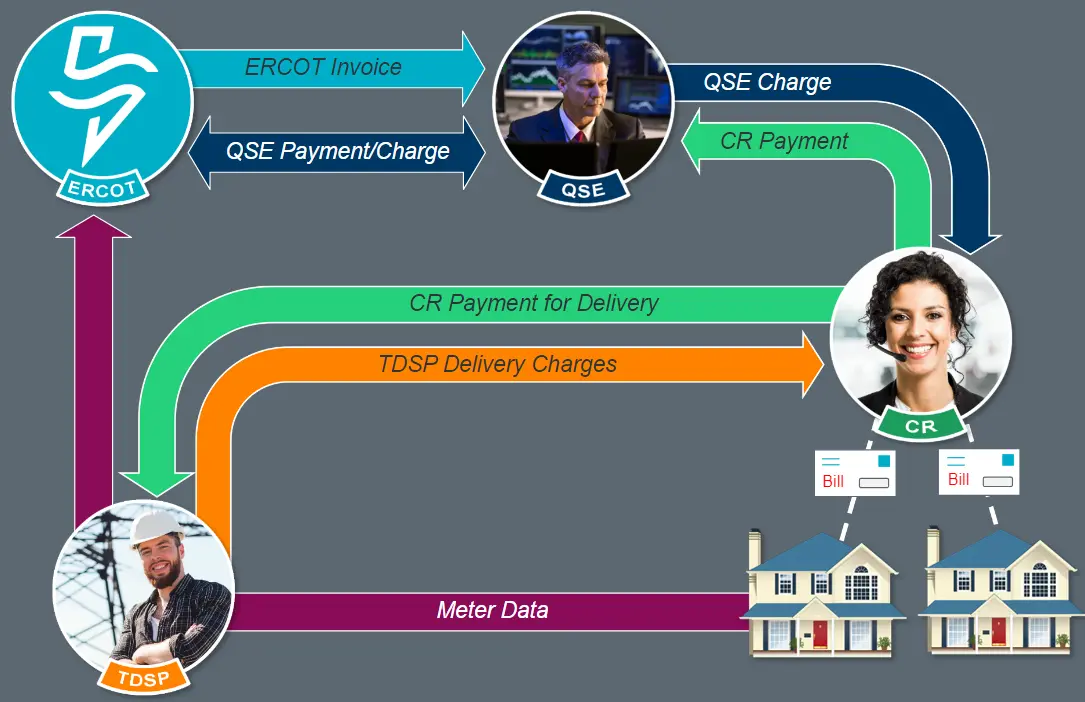 ERCOT Invoice
QSE Charge
QSE Payment/Charge
CR Payment
ERCOT
QSE
CR Payment for Delivery
TDSP Delivery Charges
CR
Bill
Bill
Meter Data
TDSP